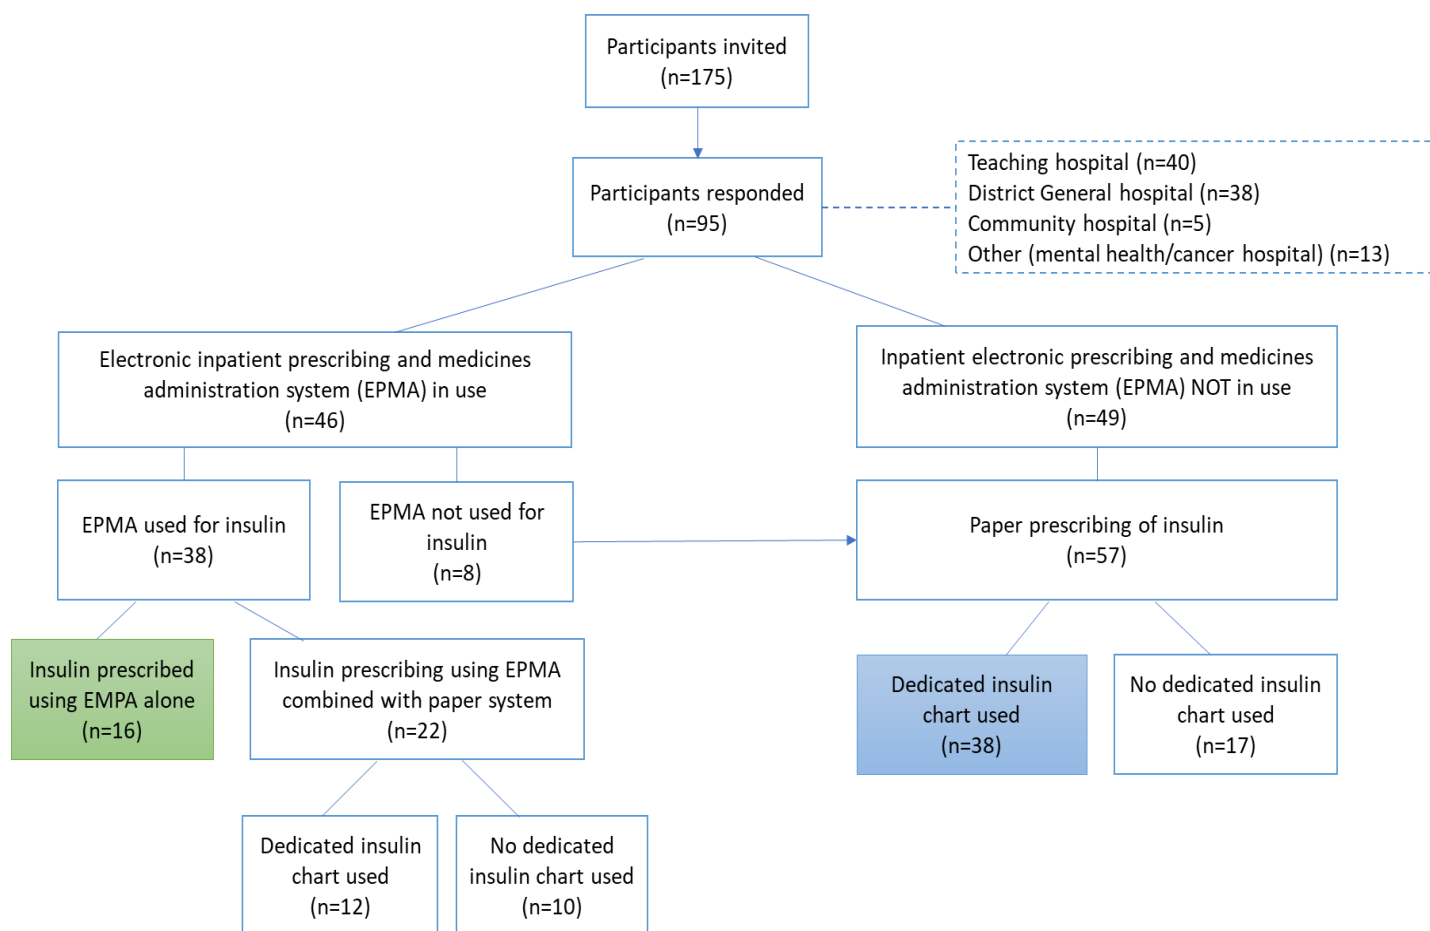 Participants invited
(n=175)
Participants responded
(n=95)
Teaching hospital (n=40)
District General hospital (n=38)
Community hospital (n=5)
Other (mental health/cancer hospital) (n=13)
Electronic inpatient prescribing and medicines
administration system (EPMA) in use
(n=46)
Inpatient electronic prescribing and medicines
administration system (EPMA) NOT in use
(n=49)
EPMA used for insulin
(n=38)
EPMA not used for
insulin
(n=8)
Paper prescribing of insulin
(n=57)
Insulin prescribed
using EMPA alone
(n=16)
Insulin prescribing using EPMA
combined with paper system
(n=22)
Dedicated insulin
chart used
(n=38)
No dedicated insulin
chart used
(n=17)
Dedicated insulin
chart used
(n=12)
No dedicated
insulin chart used
(n=10)